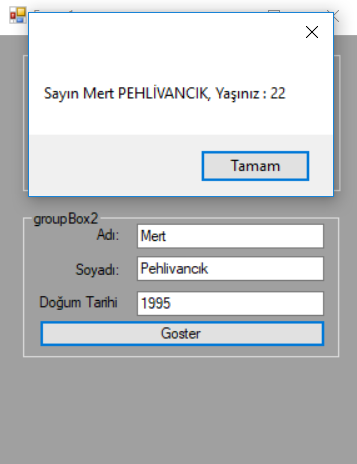 Sayın Mert PEHLİVANCIK, Yaşınız : 22
Tamam
groupBox2
Adı: Mert
Soyadı: Pehlivancık
Doğum Tarihi 1995
Goster